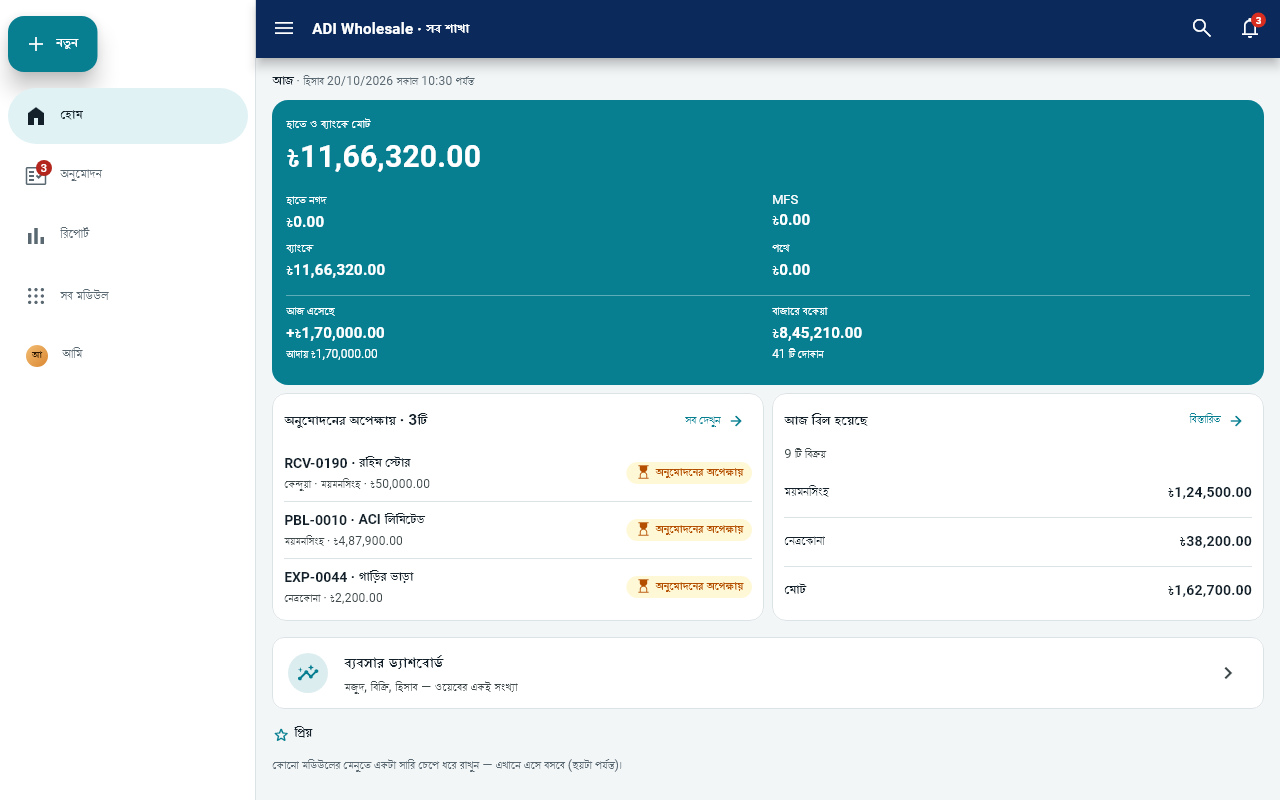 নতুন
হোম
3
অনুমোদন
রিপোর্ট
সব মডিউল
আ
আমি
ADI Wholesale · সব শাখা
3
আজ · হিসাব 20/10/2026 সকাল 10:30 পর্যন্ত
হাতে ও ব্যাংকে মোট
৳11,66,320.00
হাতে নগদ
৳0.00
MFS
৳0.00
ব্যাংকে
৳11,66,320.00
পথে
৳0.00
আজ এসেছে
+৳1,70,000.00
আদায় ৳1,70,000.00
বাজারে বকেয়া
৳8,45,210.00
41 টি দোকান
অনুমোদনের অপেক্ষায় · 3টি
সব দেখুন
RCV-0190 · রহিম স্টোর
কেন্দুয়া · ময়মনসিংহ · ৳50,000.00
অনুমোদনের অপেক্ষায়
PBL-0010 · ACI লিমিটেড
ময়মনসিংহ · ৳4,87,900.00
অনুমোদনের অপেক্ষায়
EXP-0044 · গাড়ির ভাড়া
নেত্রকোনা · ৳2,200.00
অনুমোদনের অপেক্ষায়
আজ বিল হয়েছে
বিস্তারিত
9 টি বিক্রয়
ময়মনসিংহ
৳1,24,500.00
নেত্রকোনা
৳38,200.00
মোট
৳1,62,700.00
ব্যবসার ড্যাশবোর্ড
মজুদ, বিক্রি, হিসাব — ওয়েবের একই সংখ্যা
প্রিয়
কোনো মডিউলের মেনুতে একটা সারি চেপে ধরে রাখুন — এখানে এসে বসবে (ছয়টা পর্যন্ত)।